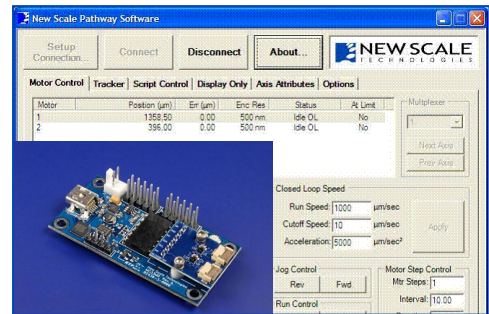 New Scale Pathway Software
Setup Connection...
Connect
Disconnect
About...
NEW SCALE
TECHNOLOGIES
Motor Control Tracker Script Control Display Only Axis Attributes Options
Motor Position (µm) Err (µm) Enc Res Status At Limit
1 1358.50 0.00 500 nm Idle OL No
2 396.00 0.00 500 nm Idle OL No
Multiplexer
1
Next Axis
Prev Axis
Closed Loop Speed
Run Speed: 1000 µm/sec
Cutoff Speed: 10 µm/sec
Acceleration: 5000 µm/sec²
Apply
Jog Control
Rev Fwd
Motor Step Control
Mtr Steps: 1
Interval: 10.00
Run Control